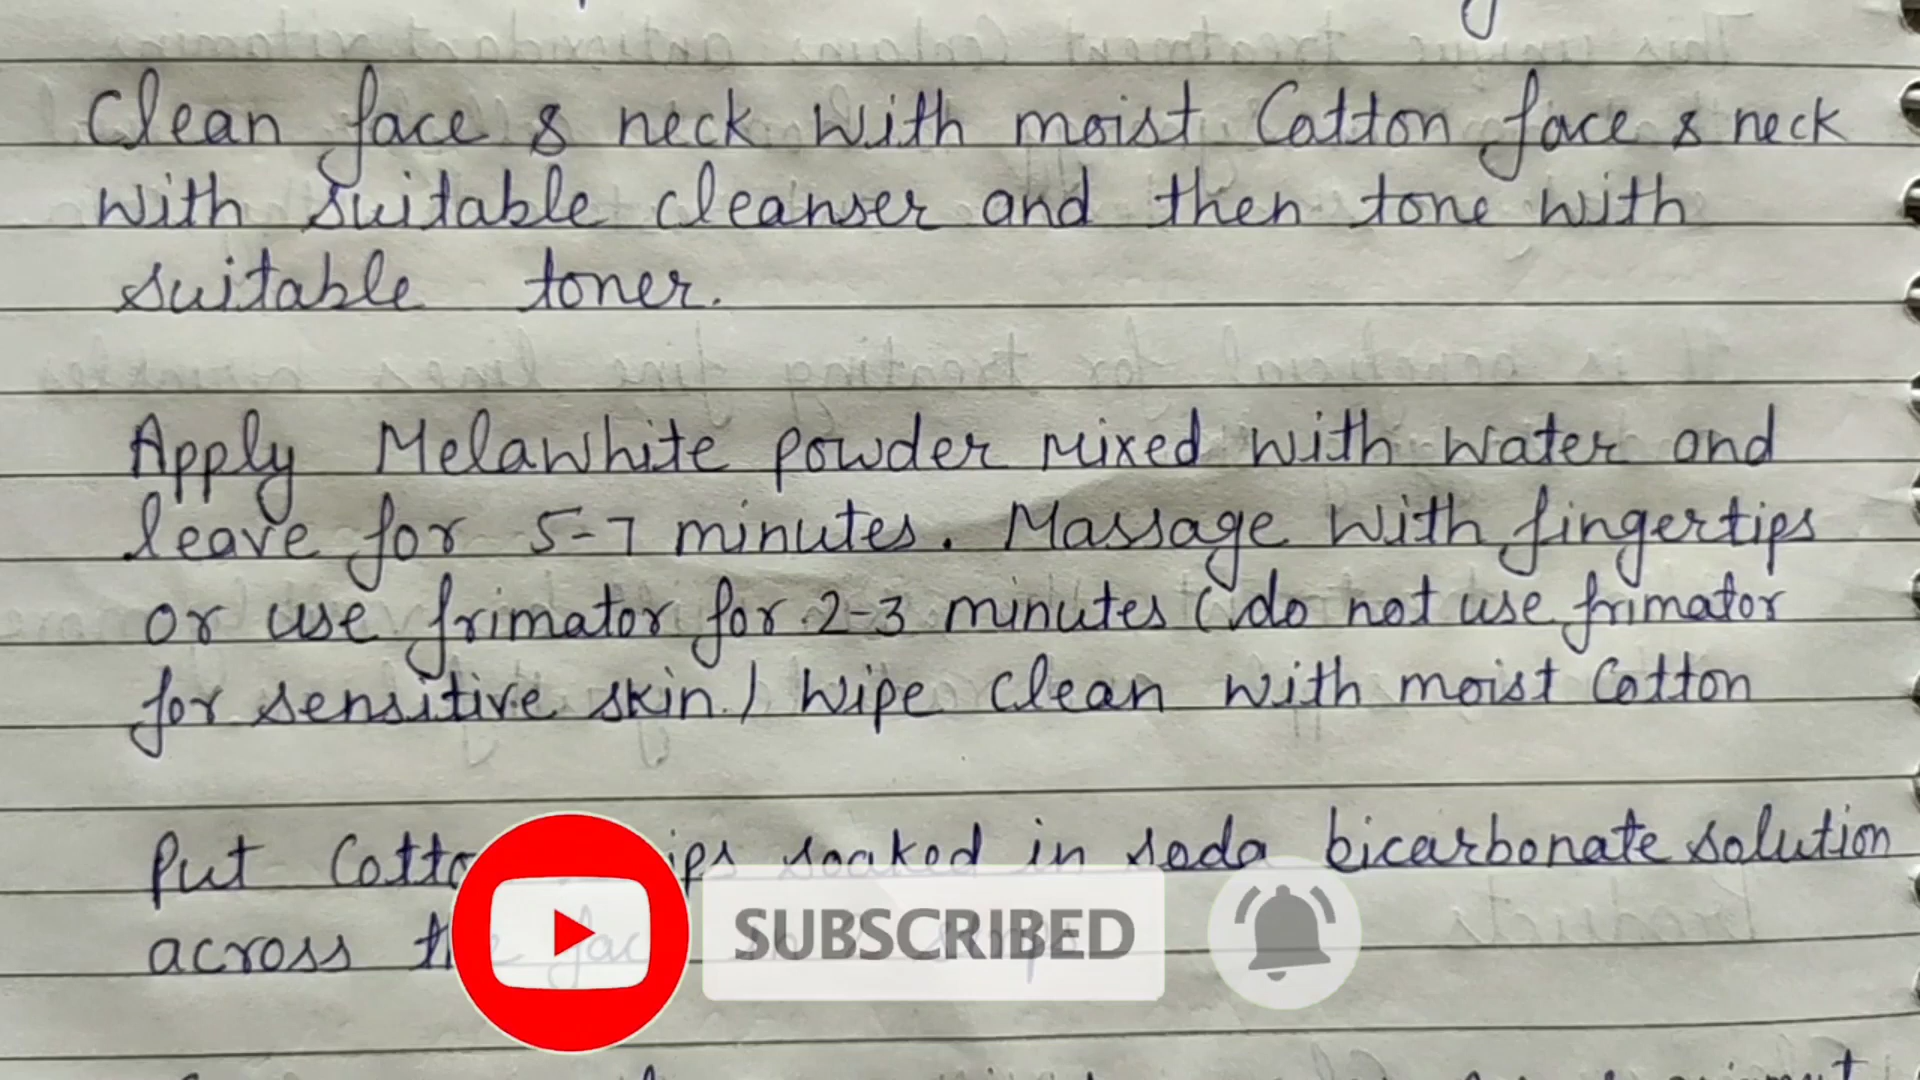 Clean face & neck with moist Cotton face & neck
with suitable cleanser and then tone with
suitable toner.
Apply Melawhite powder mixed with water and
leave for 5-7 minutes. Massage with fingertips
or use frimator for 2-3 minutes (do not use frimator
for sensitive skin) wipe clean with moist Cotton
Put soaked in soda bicarbonate solution
across the
SUBSCRIBED